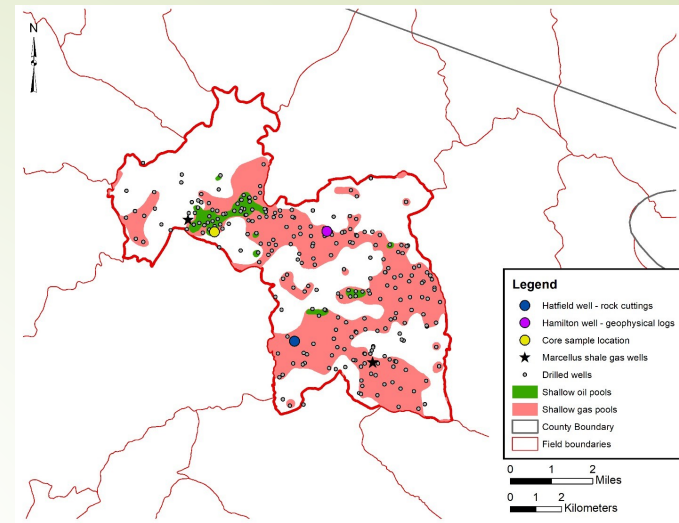 N
Legend
Hatfield well - rock cuttings
Hamilton well - geophysical logs
Core sample location
Marcellus shale gas wells
Drilled wells
Shallow oil pools
Shallow gas pools
County Boundary
Field boundaries
0 1 2
Miles
0 1 2
Kilometers